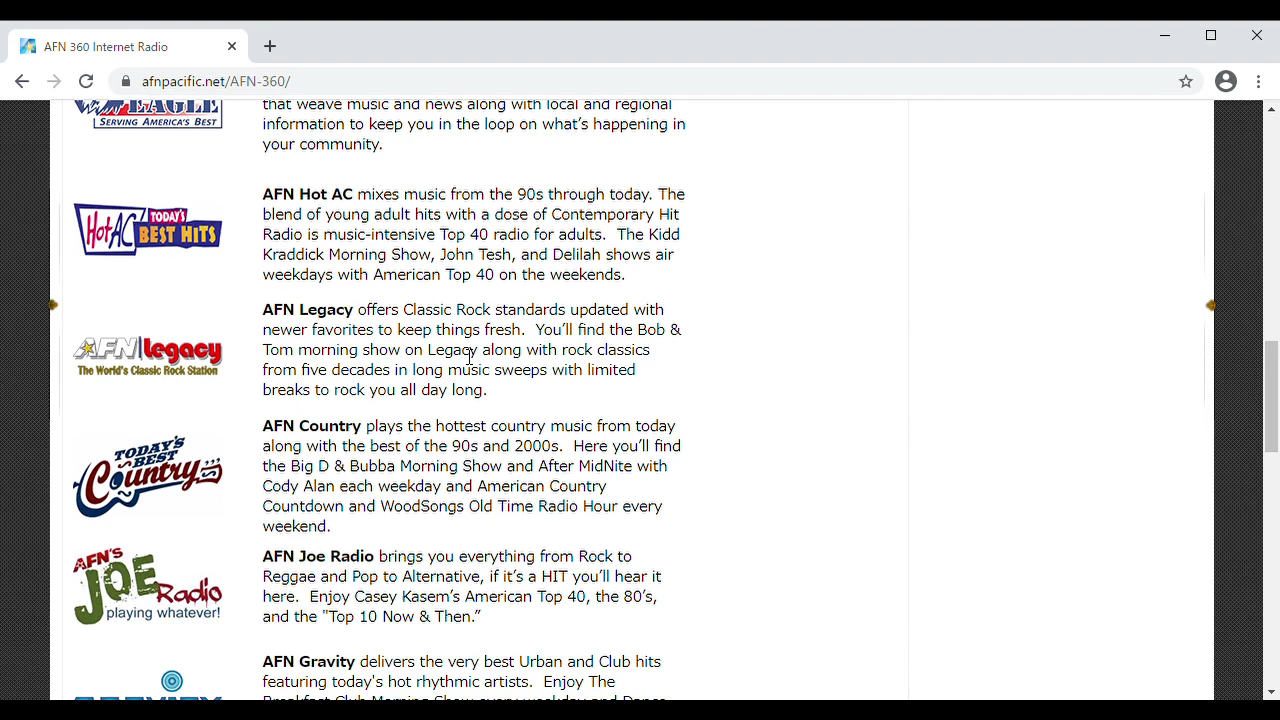 AFN 360 Internet Radio
afnpacific.net/AFN-360/
EAGLE
SERVING AMERICA'S BEST
that weave music and news along with local and regional
information to keep you in the loop on what's happening in
your community.
Hot AC TODAY'S BEST HITS
AFN Hot AC mixes music from the 90s through today. The
blend of young adult hits with a dose of Contemporary Hit
Radio is music-intensive Top 40 radio for adults.  The Kidd
Kraddick Morning Show, John Tesh, and Delilah shows air
weekdays with American Top 40 on the weekends.
AFN legacy
The World's Classic Rock Station
AFN Legacy offers Classic Rock standards updated with
newer favorites to keep things fresh.  You'll find the Bob &
Tom morning show on Legacy along with rock classics
from five decades in long music sweeps with limited
breaks to rock you all day long.
TODAY'S BEST
Country
AFN Country plays the hottest country music from today
along with the best of the 90s and 2000s.  Here you'll find
the Big D & Bubba Morning Show and After MidNite with
Cody Alan each weekday and American Country
Countdown and WoodSongs Old Time Radio Hour every
weekend.
AFN'S
JOE Radio
playing whatever!
AFN Joe Radio brings you everything from Rock to
Reggae and Pop to Alternative, if it's a HIT you'll hear it
here.  Enjoy Casey Kasem's American Top 40, the 80's,
and the "Top 10 Now & Then."
AFN Gravity delivers the very best Urban and Club hits
featuring today's hot rhythmic artists.  Enjoy The
Breakfast Club Morning Show every weekday and Dance